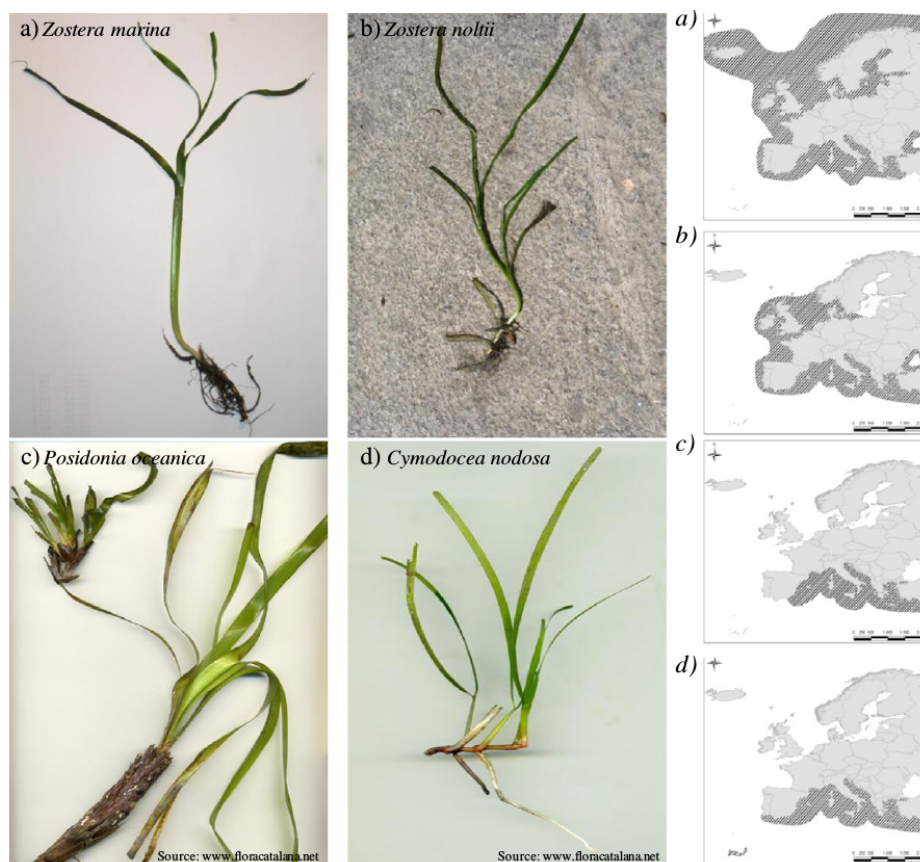 a) Zostera marina
b) Zostera noltii
a)
b)
c) Posidonia oceanica
d) Cymodocea nodosa
c)
d)
Source: www.floracatalana.net
Source: www.floracatalana.net